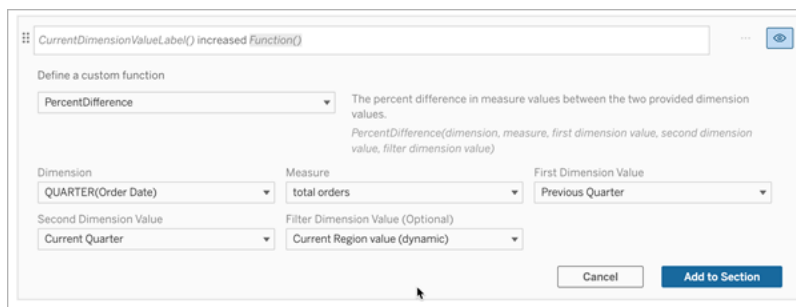 CurrentDimensionValueLabel() increased Function()
Define a custom function
PercentDifference
The percent difference in measure values between the two provided dimension
values.
PercentDifference(dimension, measure, first dimension value, second dimension
value, filter dimension value)
Dimension
Measure
First Dimension Value
QUARTER(Order Date)
total orders
Previous Quarter
Second Dimension Value
Filter Dimension Value (Optional)
Current Quarter
Current Region value (dynamic)
Cancel
Add to Section